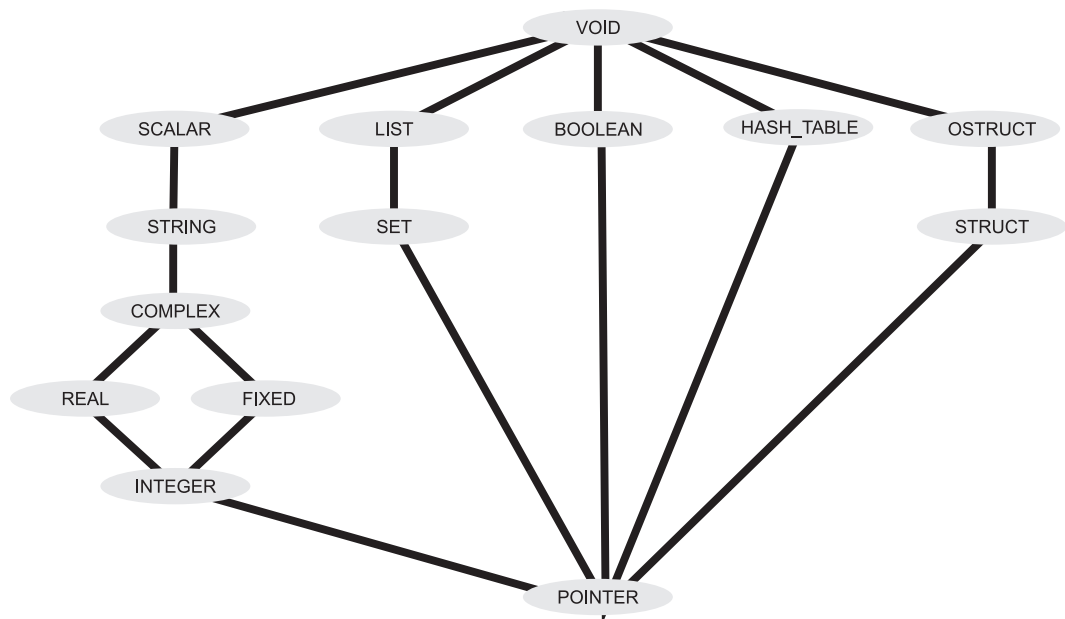 VOID
SCALAR
LIST
BOOLEAN
HASH_TABLE
OSTRUCT
STRING
SET
STRUCT
COMPLEX
REAL
FIXED
INTEGER
POINTER